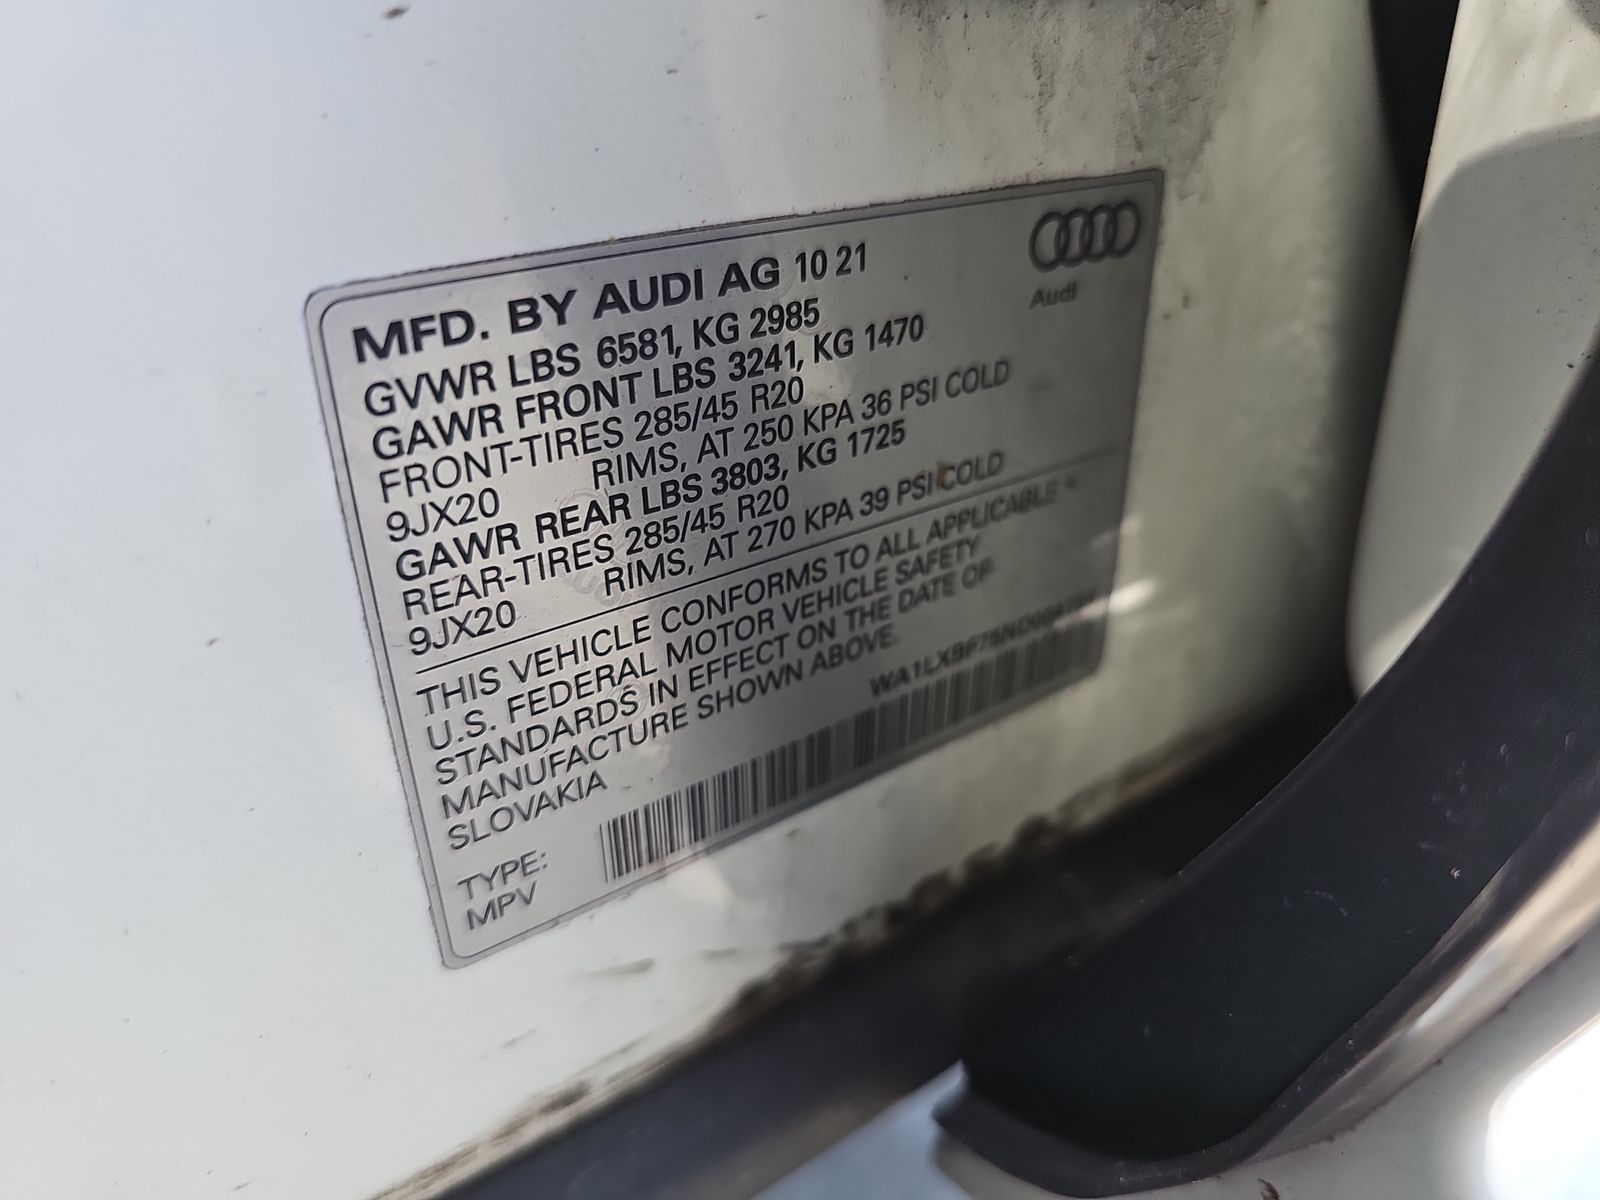 MFD. BY AUDI AG 10 21
Audi
GVWR LBS 6581, KG 2985
GAWR FRONT LBS 3241, KG 1470
FRONT-TIRES 285/45 R20
9JX20 RIMS, AT 250 KPA 36 PSI COLD
GAWR REAR LBS 3803, KG 1725
REAR-TIRES 285/45 R20
9JX20 RIMS, AT 270 KPA 39 PSI COLD
THIS VEHICLE CONFORMS TO ALL APPLICABLE
U.S. FEDERAL MOTOR VEHICLE SAFETY
STANDARDS IN EFFECT ON THE DATE OF
MANUFACTURE SHOWN ABOVE.
SLOVAKIA
TYPE:
MPV